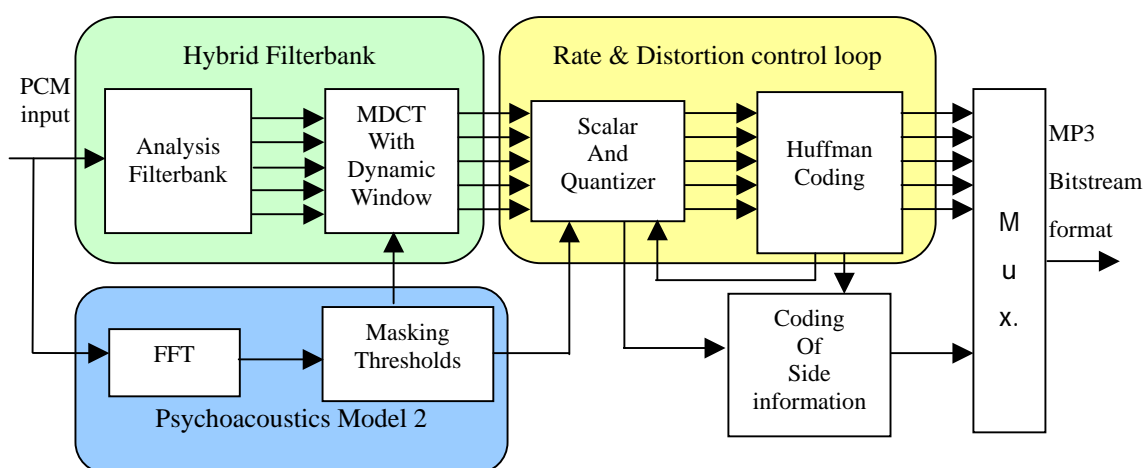 Hybrid Filterbank
Rate & Distortion control loop
PCM
input
Analysis
Filterbank
MDCT
With
Dynamic
Window
Scalar
And
Quantizer
Huffman
Coding
M
u
x.
MP3
Bitstream
format
FFT
Masking
Thresholds
Psychoacoustics Model 2
Coding
Of
Side
information